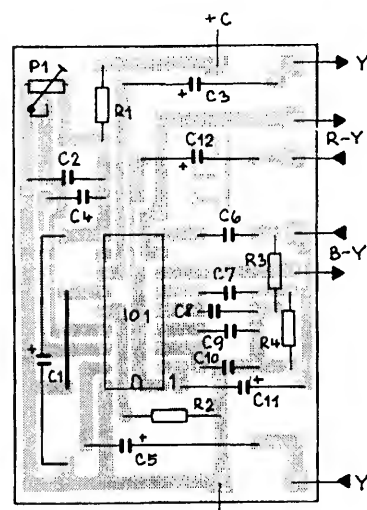 +C
P1
Y
R1
+ C3
R-Y
C12
+
C2
C4
C6
B-Y
R3
C7
IO1
C8
C9
R4
C10
+
C1
1
+
C11
R2
+
C5
Y